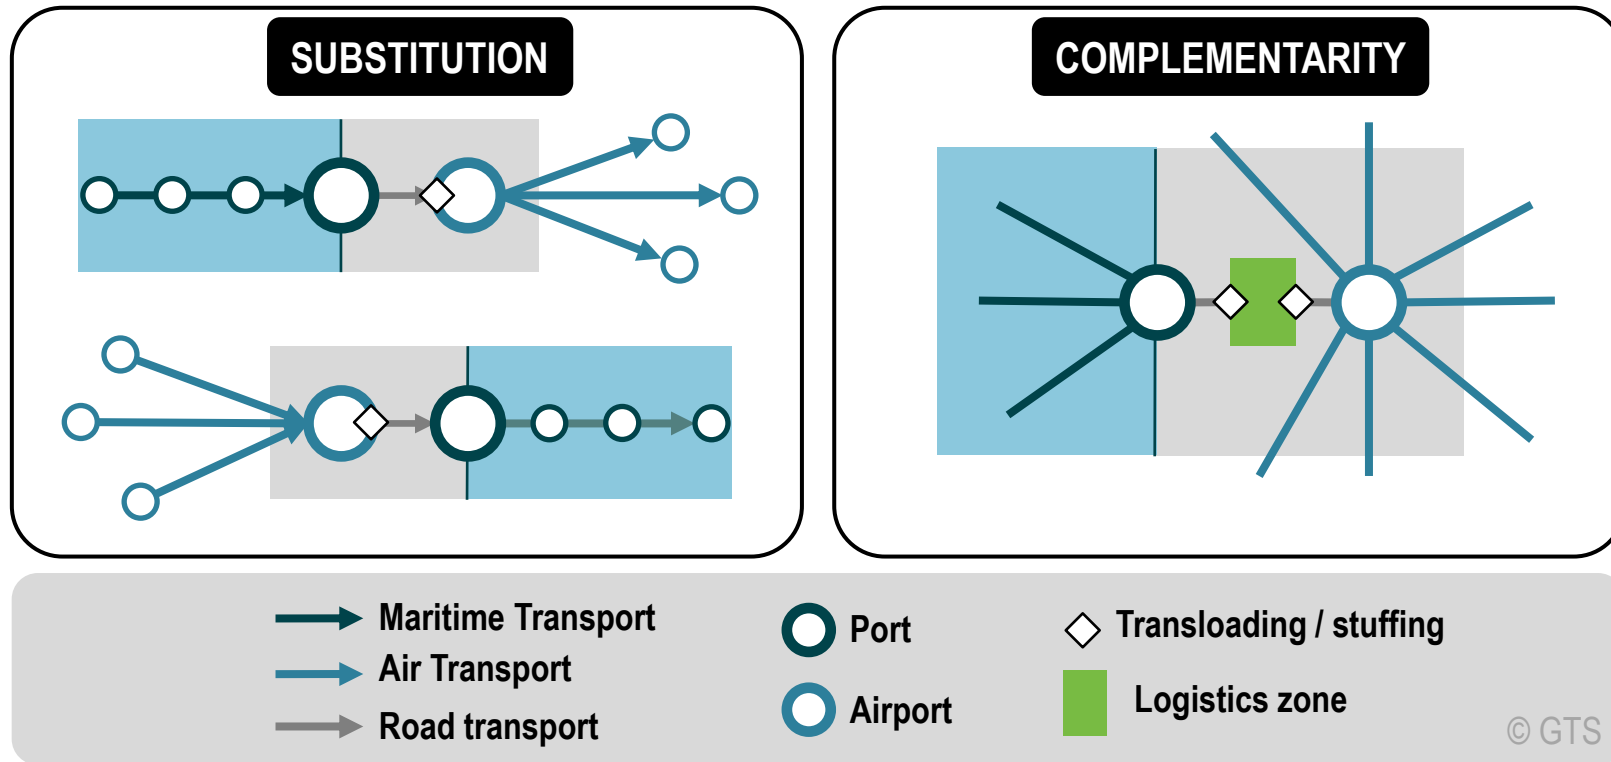 SUBSTITUTION
COMPLEMENTARITY
Maritime Transport
Air Transport
Road transport
Port
Airport
Transloading / stuffing
Logistics zone
© GTS